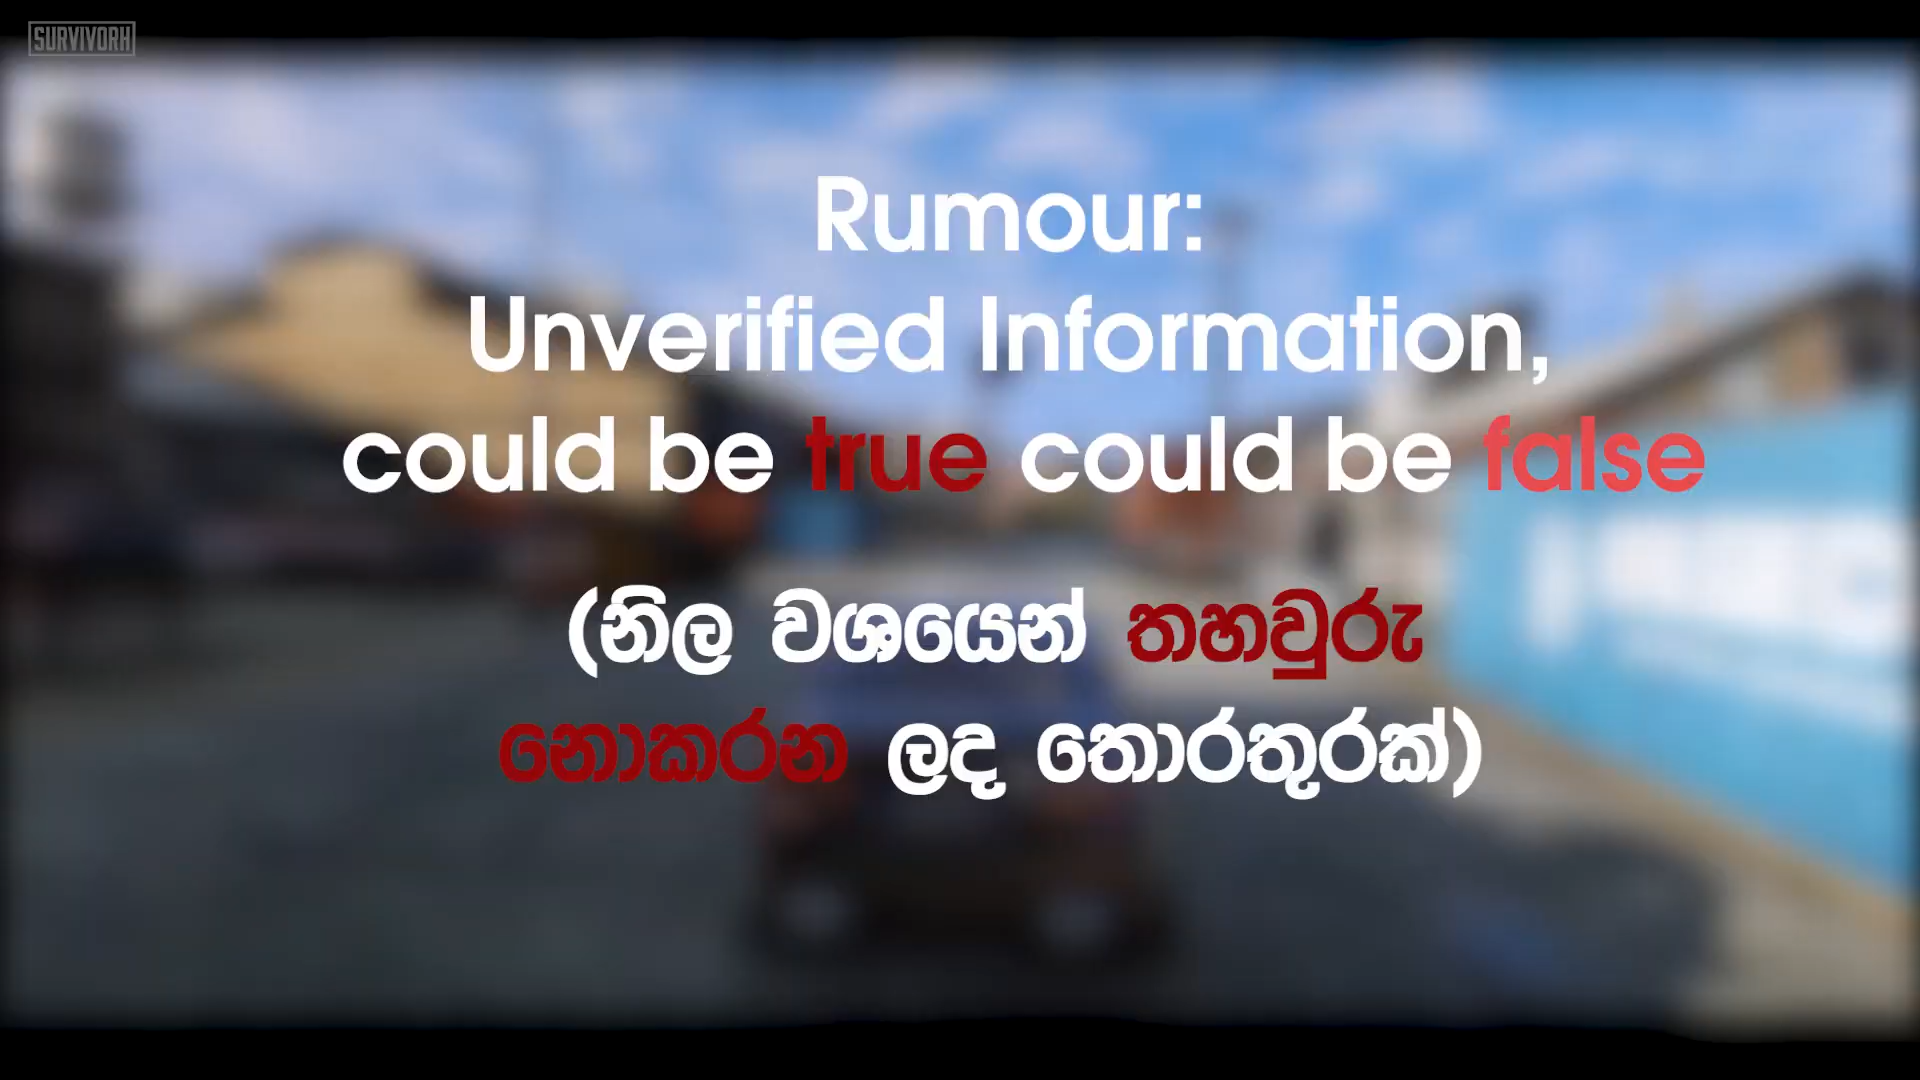 SURVIVORH
Rumour:
Unverified Information,
could be true could be false
(නිල වශයෙන් තහවුරු
නොකරන ලද තොරතුරක්)